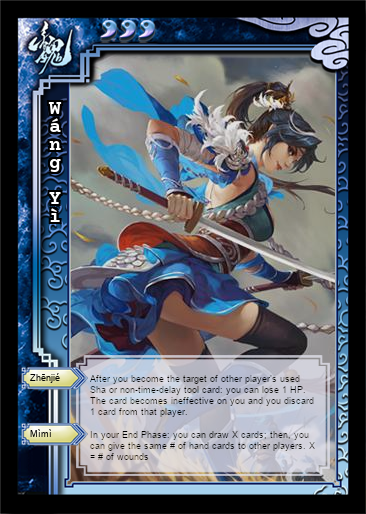 魏
Wáng Yì
Zhēnjié
After you become the target of other player's used
Sha or non-time-delay tool card: you can lose 1 HP.
The card becomes ineffective on you and you discard
1 card from that player.
Mìmì
In your End Phase: you can draw X cards; then, you
can give the same # of hand cards to other players. X
= # of wounds